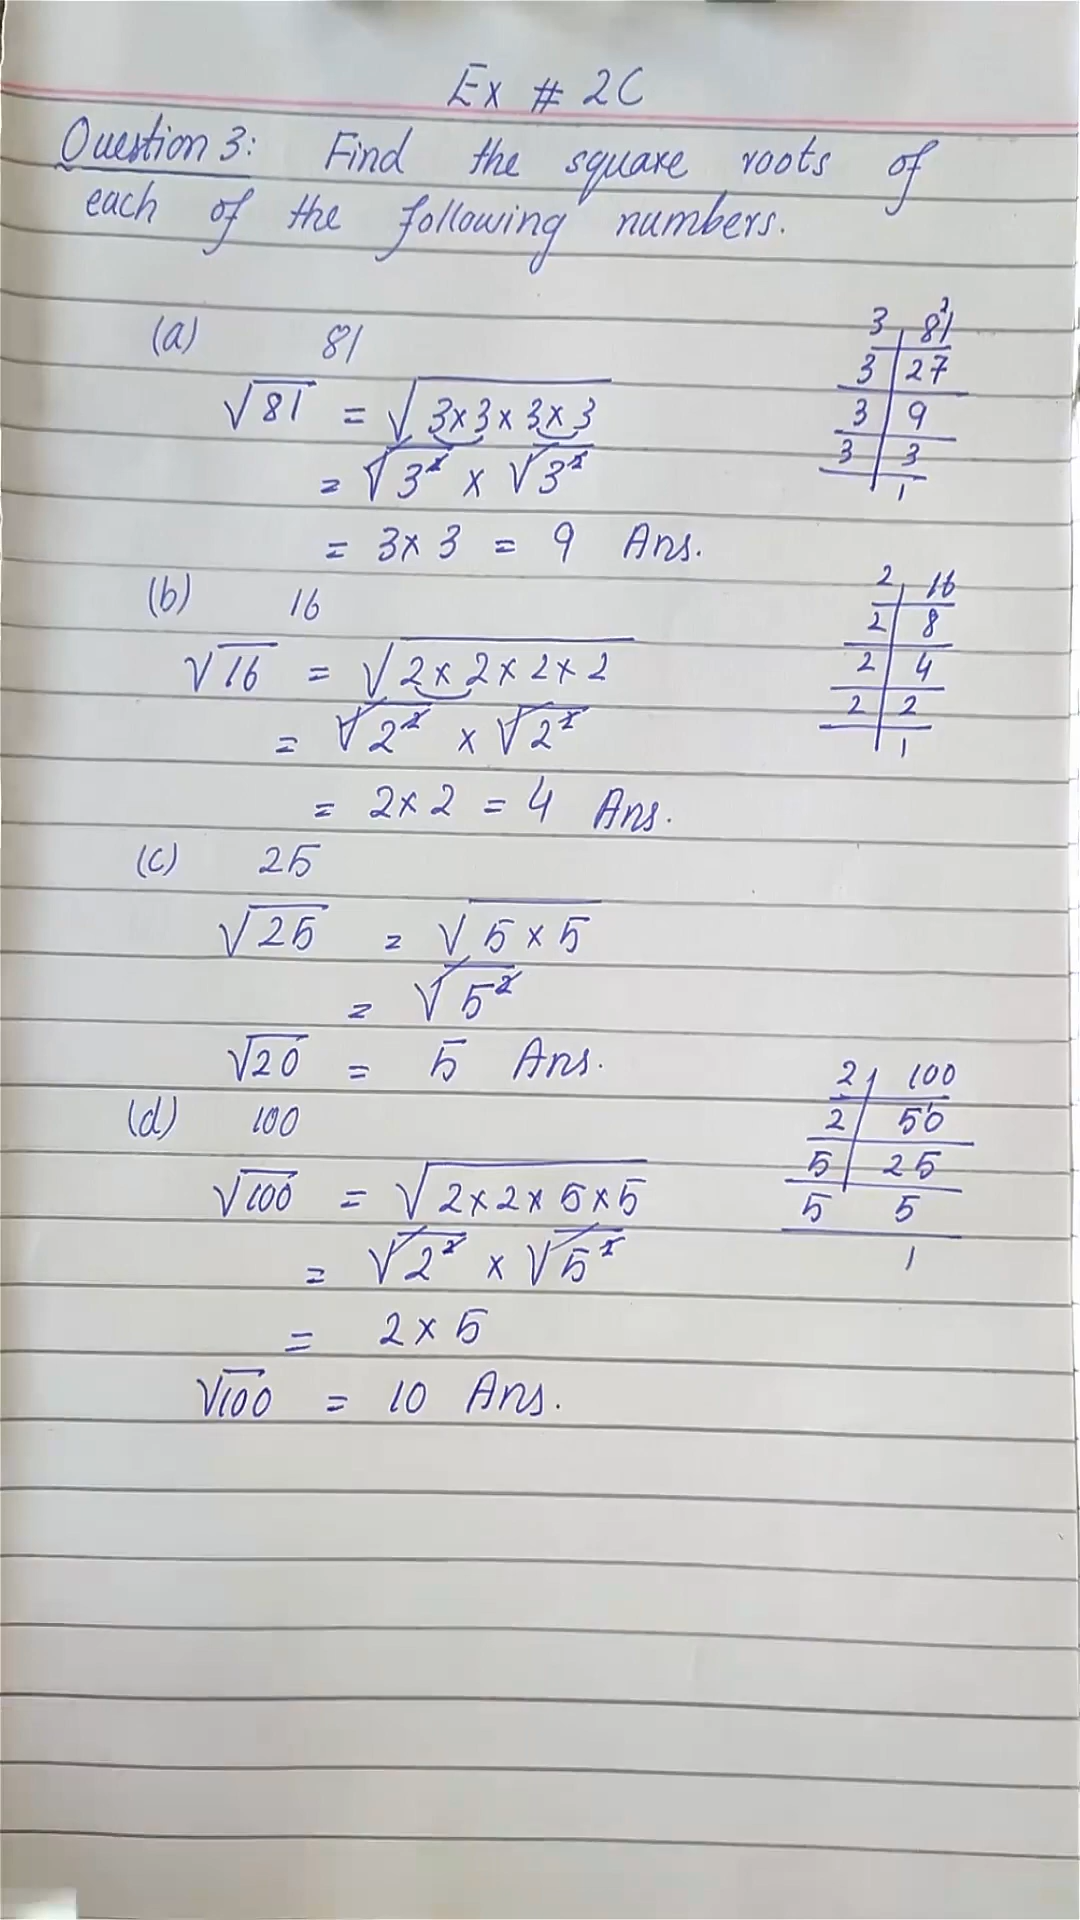 Ex # 2C
Question 3: Find the square roots of
each of the following numbers.
(a) 81
√81 = √3×3×3×3
= √3² × √3²
= 3×3 = 9 Ans.
3 81
3 27
3 9
3 3
1
(b) 16
√16 = √2×2×2×2
= √2² × √2²
= 2×2 = 4 Ans.
2 16
2 8
2 4
2 2
1
(c) 25
√25 = √5×5
= √5²
√20 = 5 Ans.
(d) 100
√100 = √2×2×5×5
= √2² × √5²
= 2×5
√100 = 10 Ans.
2 100
2 50
5 25
5 5
1